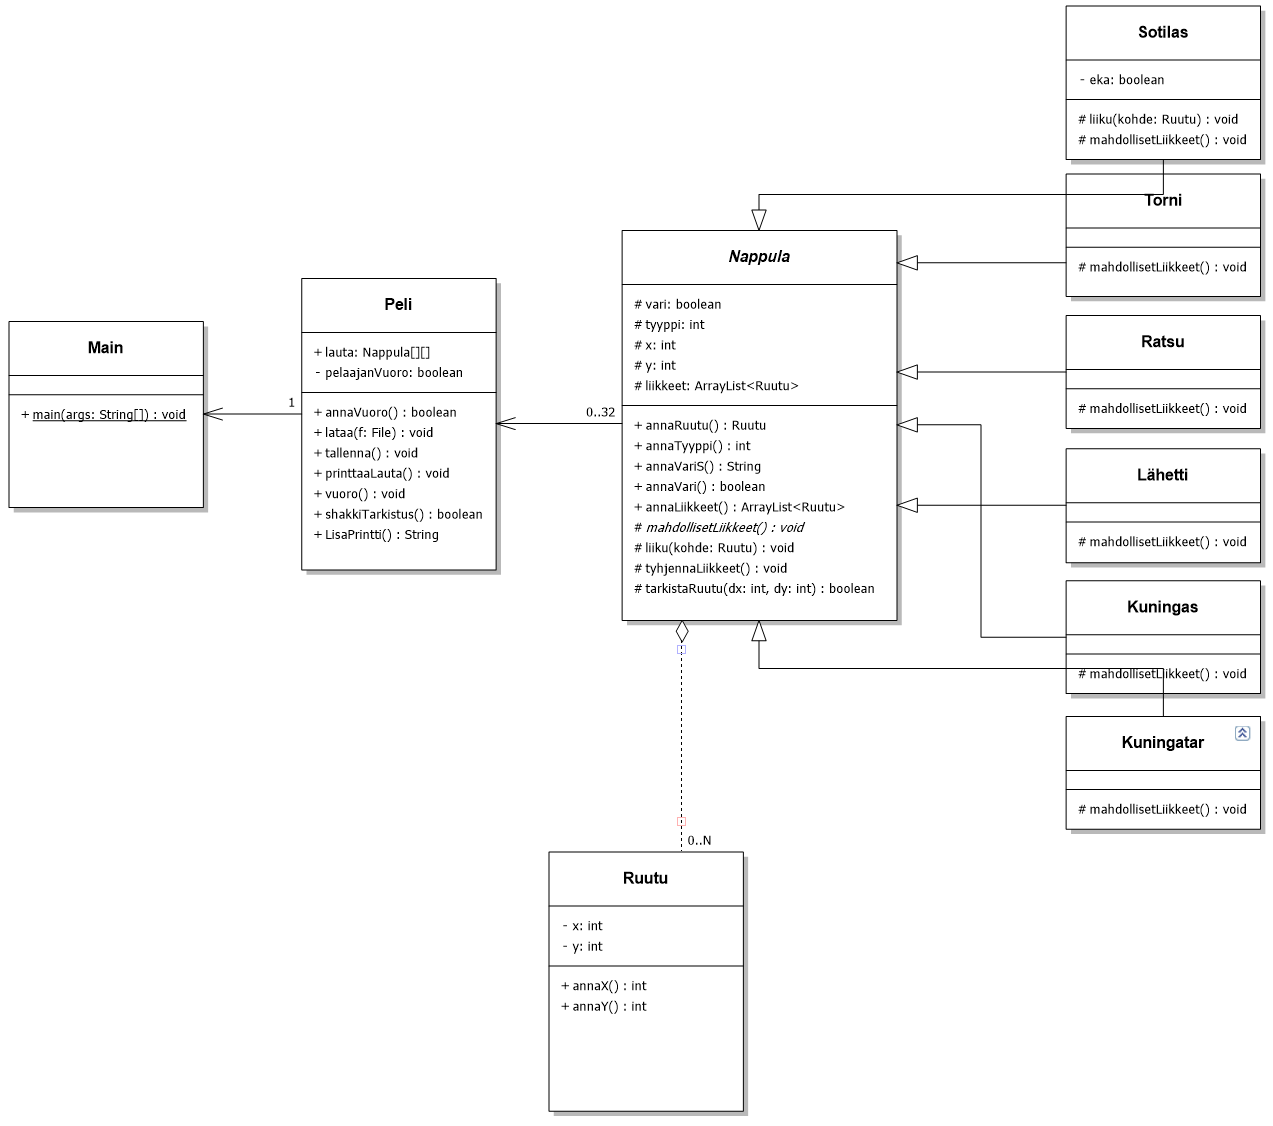 Main
+ main(args: String[]) : void
1
Peli
+ lauta: Nappula[][]
- pelaajanVuoro: boolean
+ annaVuoro() : boolean
+ lataa(f: File) : void
+ tallenna() : void
+ printtaaLauta() : void
+ vuoro() : void
+ shakkiTarkistus() : boolean
+ LisaPrintti() : String
0..32
Nappula
# vari: boolean
# tyyppi: int
# x: int
# y: int
# liikkeet: ArrayList<Ruutu>
+ annaRuutu() : Ruutu
+ annaTyyppi() : int
+ annaVariS() : String
+ annaVari() : boolean
+ annaLiikkeet() : ArrayList<Ruutu>
# mahdollisetLiikkeet() : void
# liiku(kohde: Ruutu) : void
# tyhjennaLiikkeet() : void
# tarkistaRuutu(dx: int, dy: int) : boolean
0..N
Ruutu
- x: int
- y: int
+ annaX() : int
+ annaY() : int
Sotilas
- eka: boolean
# liiku(kohde: Ruutu) : void
# mahdollisetLiikkeet() : void
Torni
# mahdollisetLiikkeet() : void
Ratsu
# mahdollisetLiikkeet() : void
Lähetti
# mahdollisetLiikkeet() : void
Kuningas
# mahdollisetLiikkeet() : void
Kuningatar
# mahdollisetLiikkeet() : void